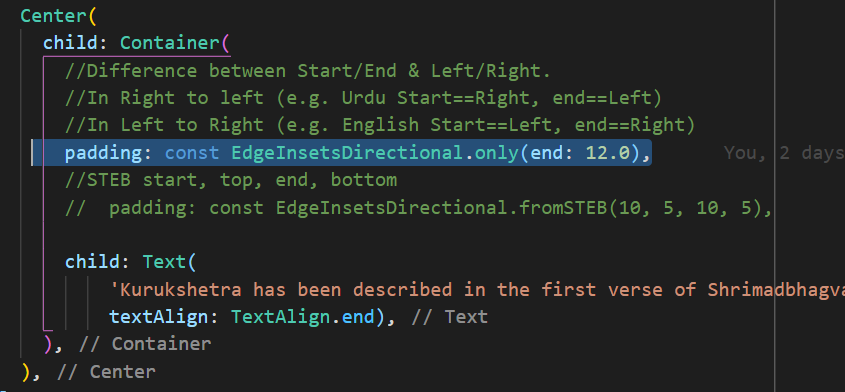 Center(
child: Container(
//Difference between Start/End & Left/Right.
//In Right to left (e.g. Urdu Start==Right, end==Left)
//In Left to Right (e.g. English Start==Left, end==Right)
padding: const EdgeInsetsDirectional.only(end: 12.0), You, 2 days
//STEB start, top, end, bottom
//  padding: const EdgeInsetsDirectional.fromSTEB(10, 5, 10, 5),
child: Text(
'Kurukshetra has been described in the first verse of Shrimadbhagva
textAlign: TextAlign.end), // Text
), // Container
), // Center